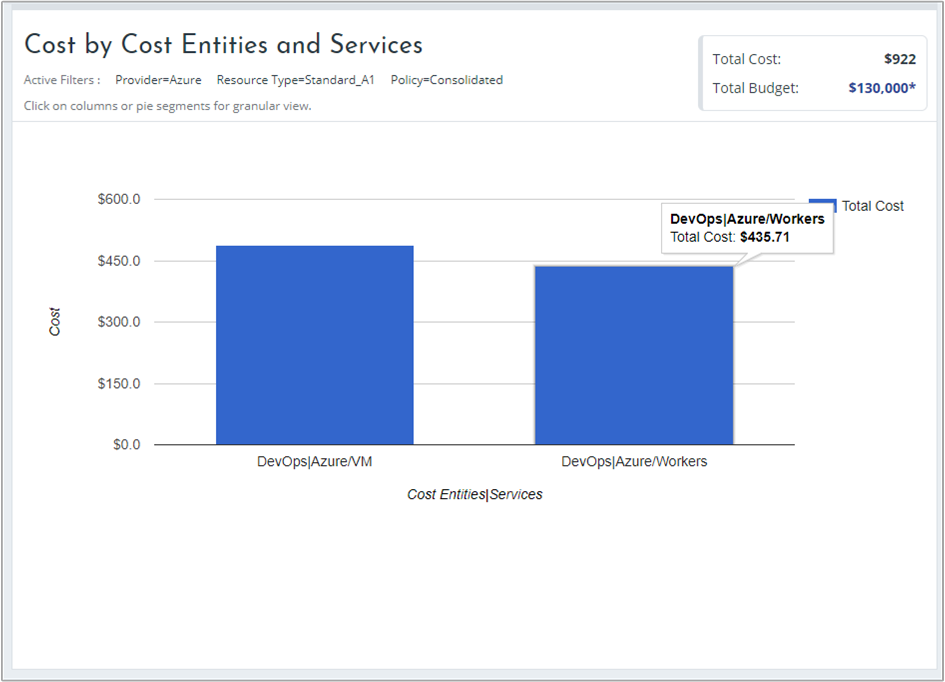 Cost by Cost Entities and Services
Active Filters : Provider=Azure Resource Type=Standard_A1 Policy=Consolidated
Click on columns or pie segments for granular view.
Total Cost: $922
Total Budget: $130,000*
$600.0
$450.0
$300.0
$150.0
$0.0
Cost
DevOps|Azure/Workers
Total Cost: $435.71
Total Cost
DevOps|Azure/VM DevOps|Azure/Workers
Cost Entities|Services